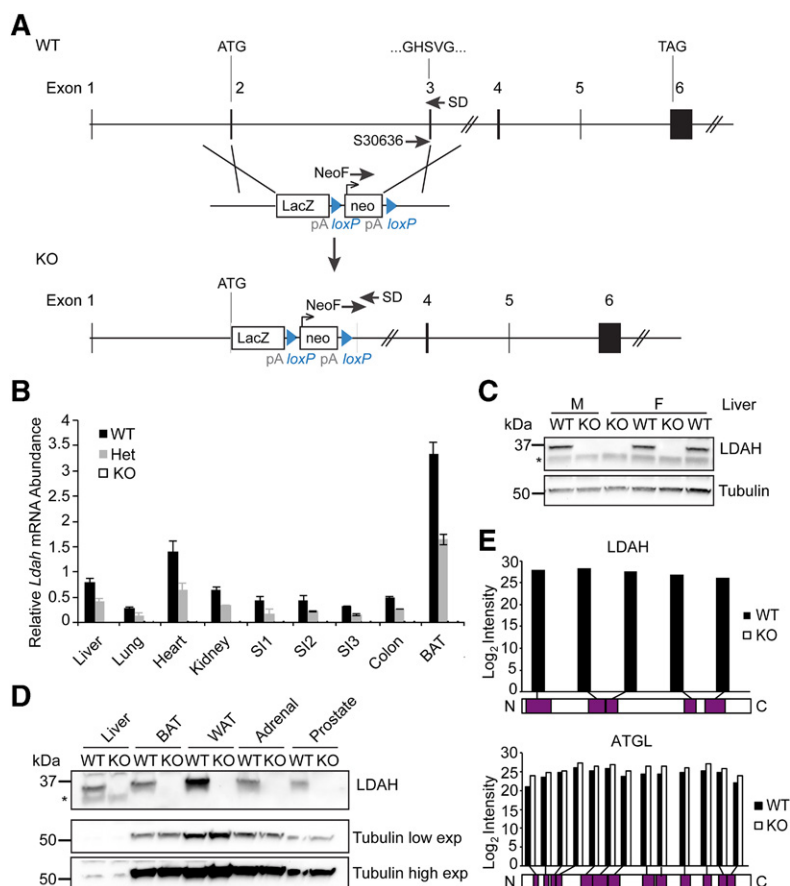 A
WT
ATG
...GHSVG...
TAG
Exon 1
2
3
4
5
6
SD
S30636
NeoF
LacZ
neo
pA loxP pA loxP
KO
ATG
Exon 1
NeoF
SD
4
5
6
LacZ
neo
pA loxP pA loxP
B
Relative Ldah mRNA Abundance
4
3.5
3
2.5
2
1.5
1
0.5
0
WT
Het
KO
Liver
Lung
Heart
Kidney
SI1
SI2
SI3
Colon
BAT
C
M
F
Liver
kDa
WT KO KO WT KO WT
37
*
LDAH
50
Tubulin
D
Liver
BAT
WAT
Adrenal
Prostate
kDa
WT KO WT KO WT KO WT KO WT KO
37
*
LDAH
50
Tubulin low exp
50
Tubulin high exp
E
LDAH
Log2 Intensity
30
25
20
15
10
5
0
WT
KO
N
C
ATGL
Log2 Intensity
30
25
20
15
10
5
0
WT
KO
N
C